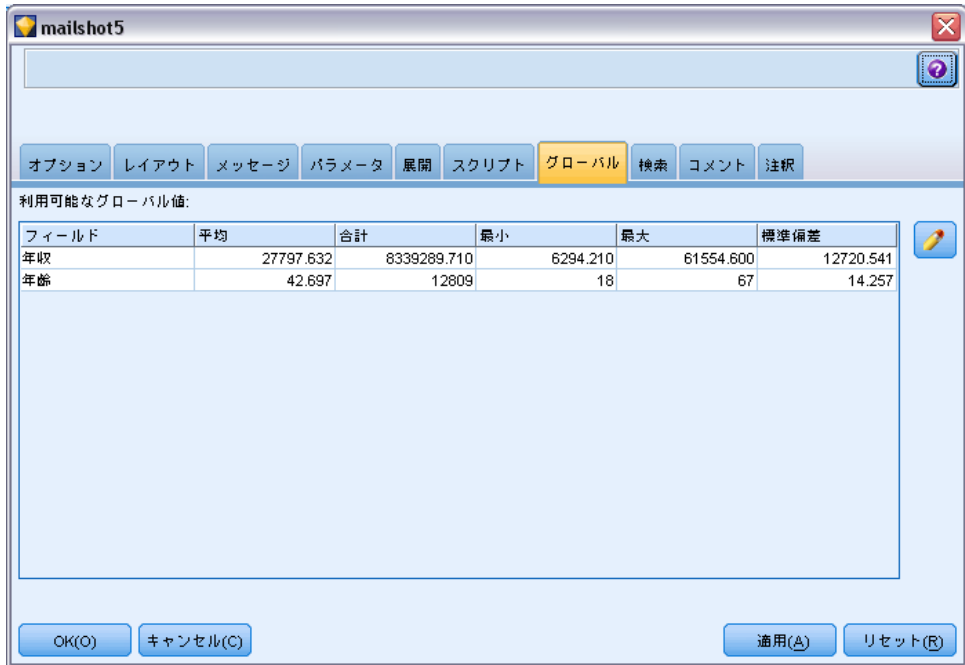 mailshot5
オプション レイアウト メッセージ パラメータ 展開 スクリプト グローバル 検索 コメント 注釈
利用可能なグローバル値:
フィールド 平均 合計 最小 最大 標準偏差
年収 27797.632 8339289.710 6294.210 61554.600 12720.541
年齢 42.697 12809 18 67 14.257
OK(O) キャンセル(C) 適用(A) リセット(R)